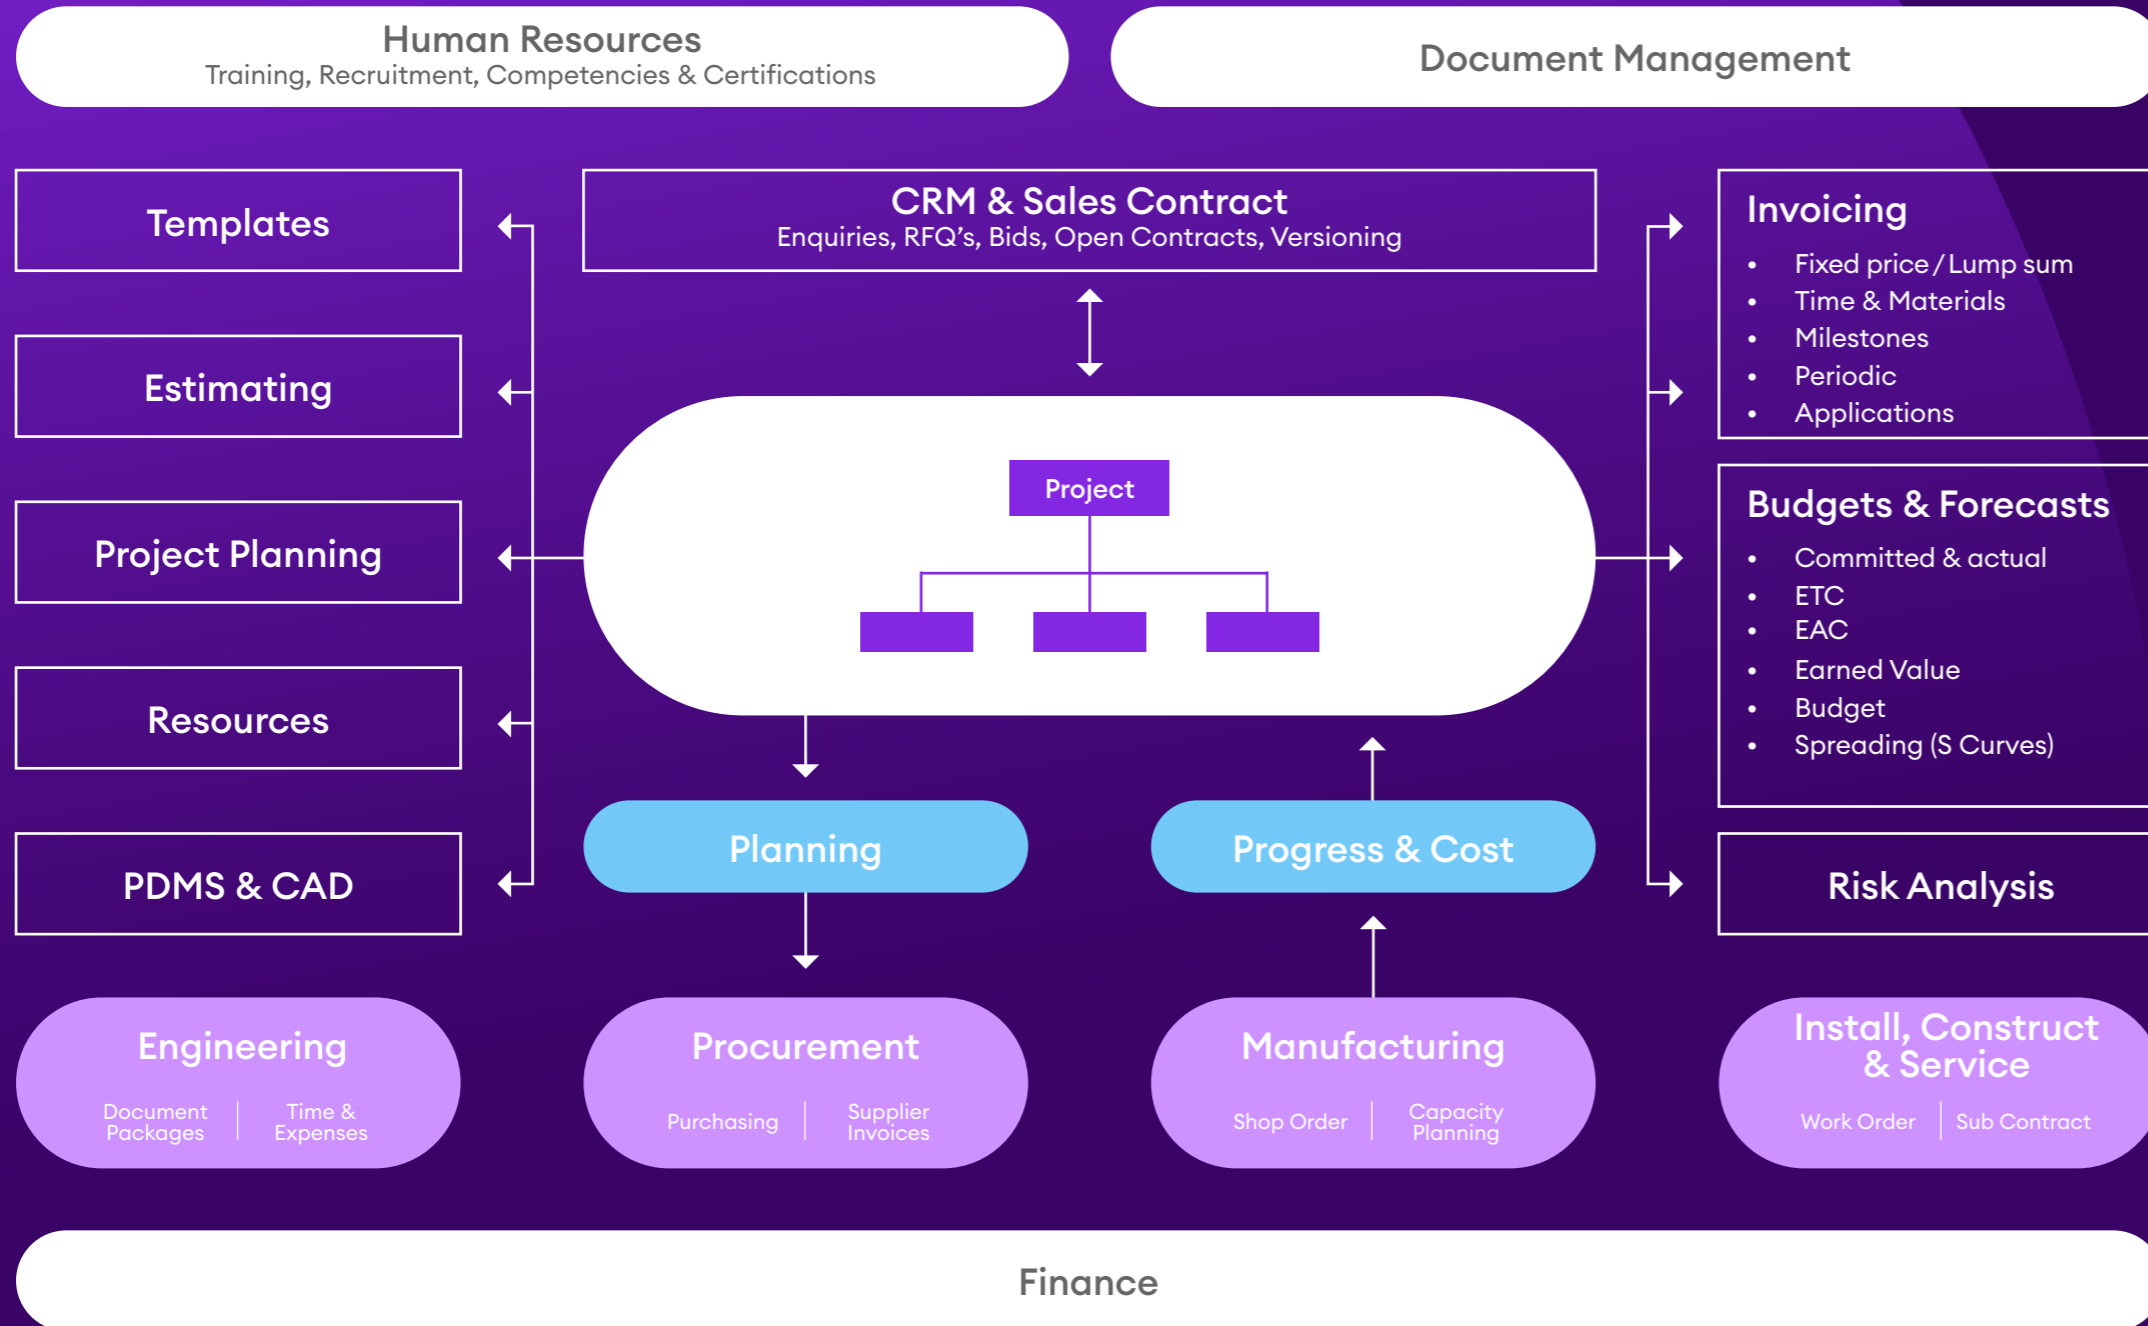 Human Resources
Training, Recruitment, Competencies & Certifications
Document Management
Templates
Estimating
Project Planning
Resources
PDMS & CAD
CRM & Sales Contract
Enquiries, RFQ’s, Bids, Open Contracts, Versioning
Project
Planning
Progress & Cost
Invoicing
• Fixed price / Lump sum
• Time & Materials
• Milestones
• Periodic
• Applications
Budgets & Forecasts
• Committed & actual
• ETC
• EAC
• Earned Value
• Budget
• Spreading (S Curves)
Risk Analysis
Engineering
Document
Packages
Time &
Expenses
Procurement
Purchasing
Supplier
Invoices
Manufacturing
Shop Order
Capacity
Planning
Install, Construct
& Service
Work Order
Sub Contract
Finance